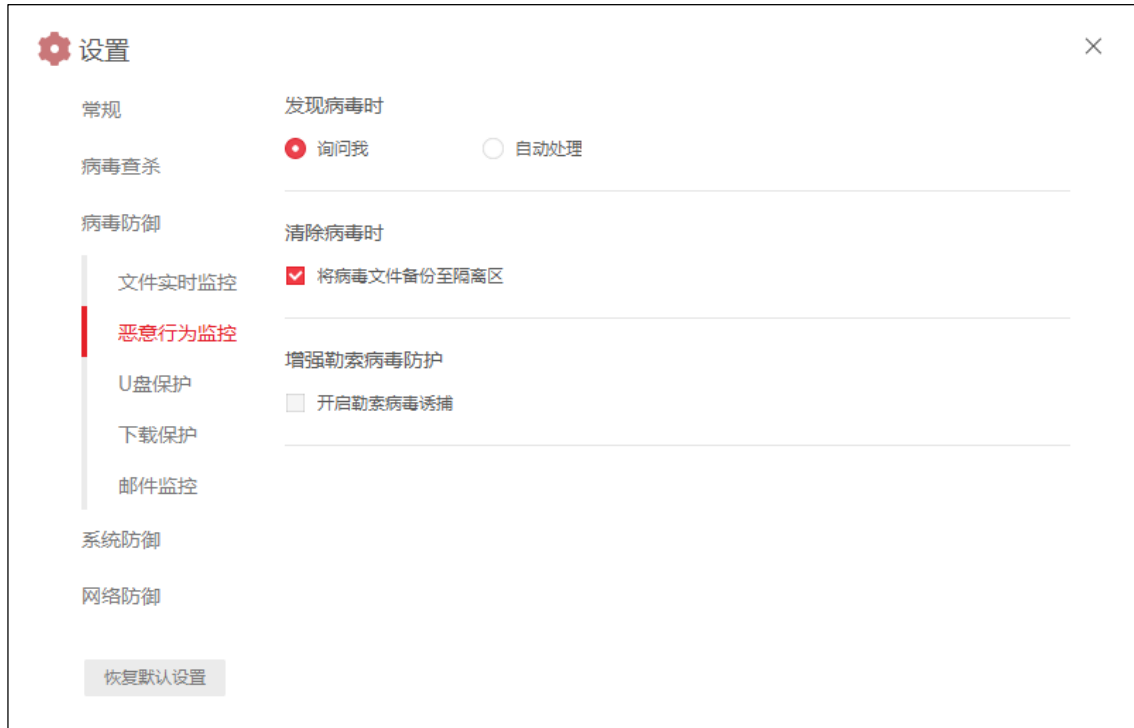 设置
常规
病毒查杀
病毒防御
文件实时监控
恶意行为监控
U盘保护
下载保护
邮件监控
系统防御
网络防御
恢复默认设置
发现病毒时
询问我 自动处理
清除病毒时
将病毒文件备份至隔离区
增强勒索病毒防护
开启勒索病毒诱捕